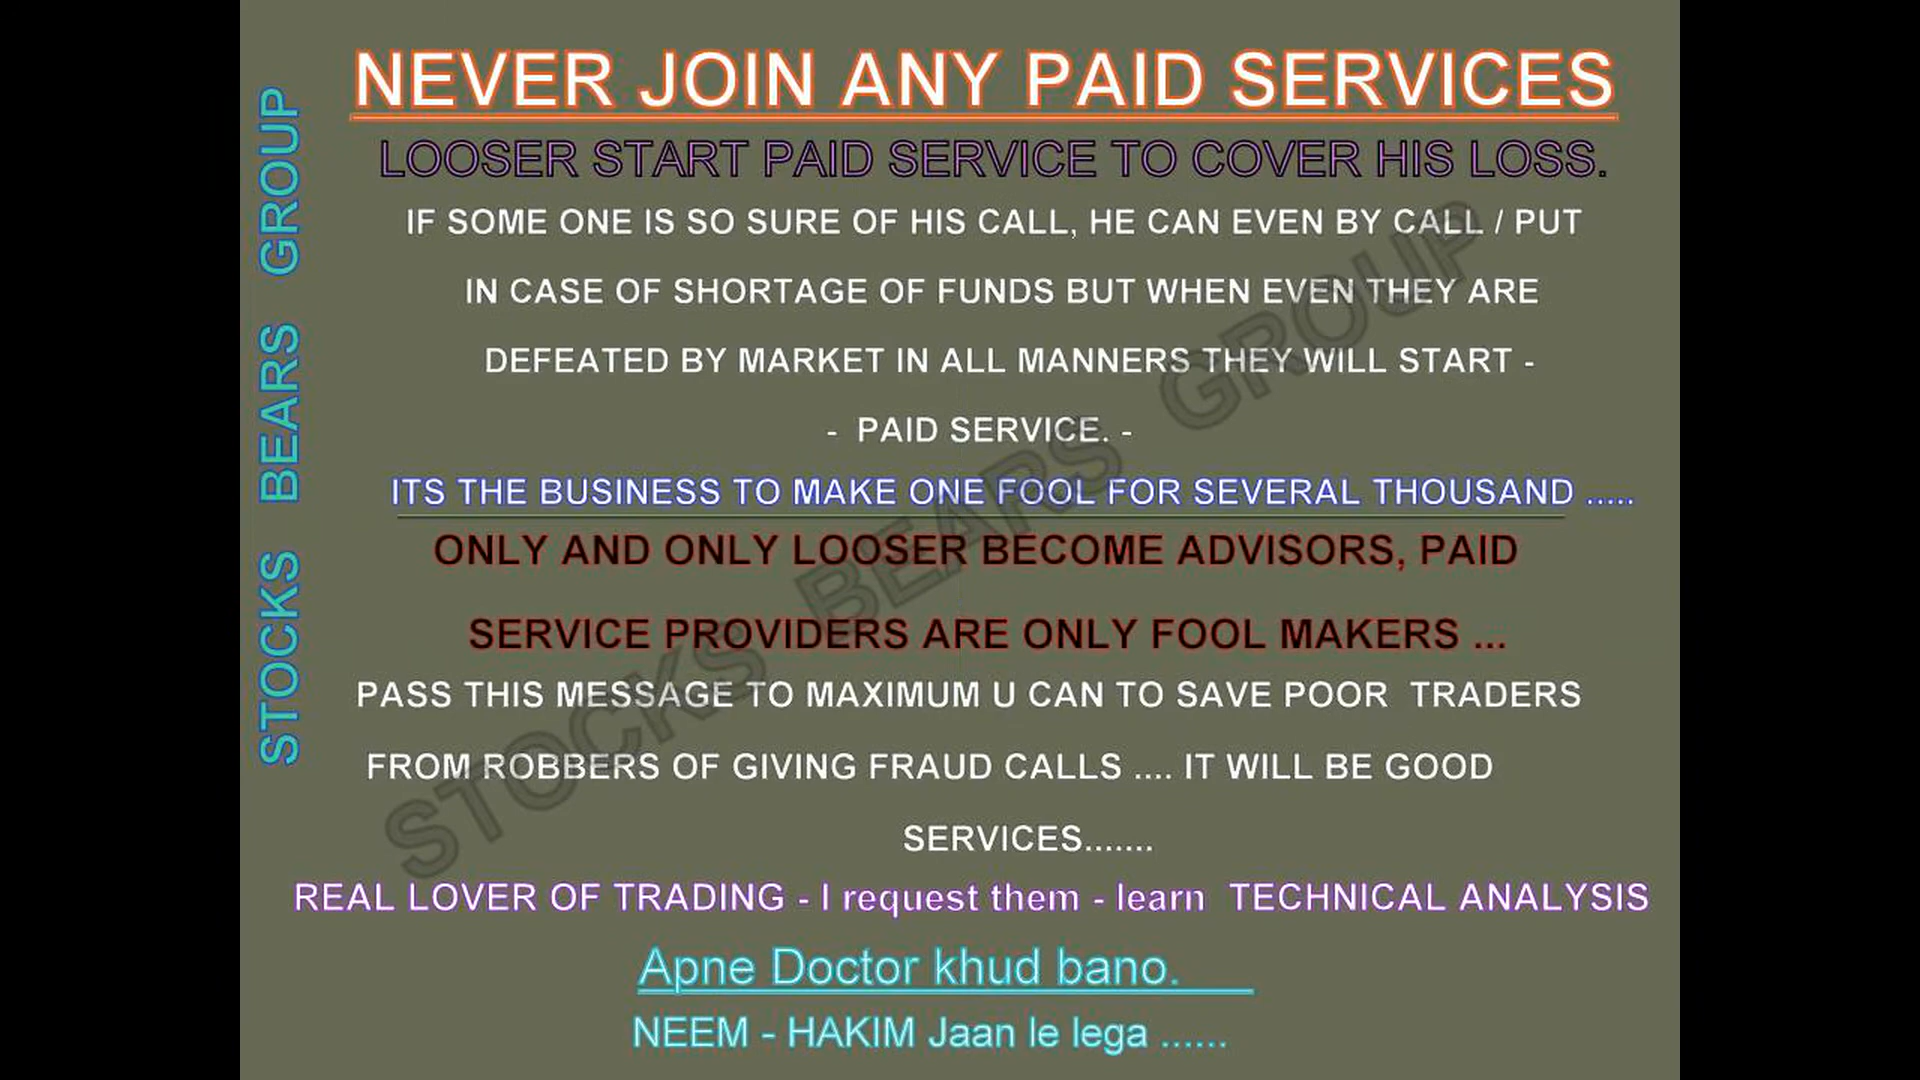 NEVER JOIN ANY PAID SERVICES
LOOSER START PAID SERVICE TO COVER HIS LOSS.
IF SOME ONE IS SO SURE OF HIS CALL, HE CAN EVEN BY CALL / PUT
IN CASE OF SHORTAGE OF FUNDS BUT WHEN EVEN THEY ARE
DEFEATED BY MARKET IN ALL MANNERS THEY WILL START -
- PAID SERVICE. -
ITS THE BUSINESS TO MAKE ONE FOOL FOR SEVERAL THOUSAND .....
ONLY AND ONLY LOOSER BECOME ADVISORS, PAID
SERVICE PROVIDERS ARE ONLY FOOL MAKERS ...
PASS THIS MESSAGE TO MAXIMUM U CAN TO SAVE POOR TRADERS
FROM ROBBERS OF GIVING FRAUD CALLS .... IT WILL BE GOOD
SERVICES.......
REAL LOVER OF TRADING - I request them - learn TECHNICAL ANALYSIS
Apne Doctor khud bano.
NEEM - HAKIM Jaan le lega ......
STOCKS BEARS GROUP
STOCKS BEARS GROUP